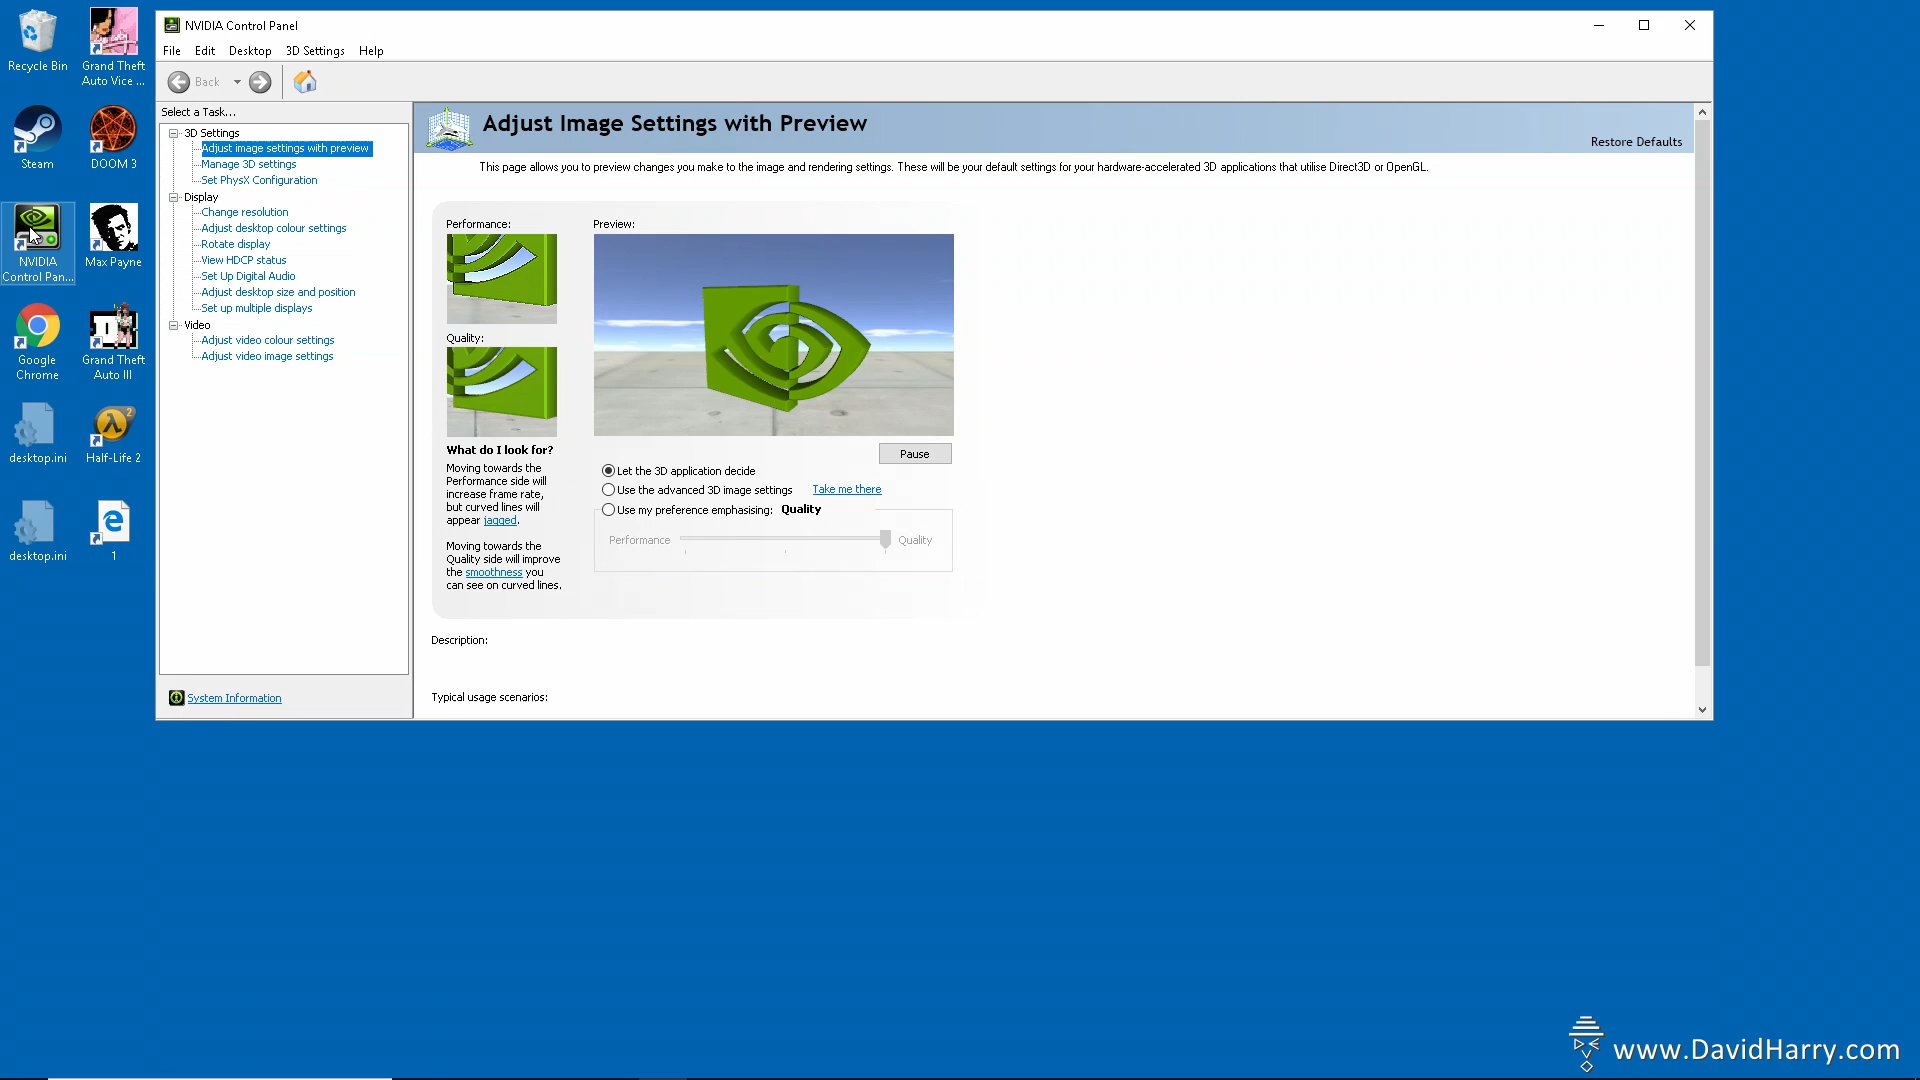 Recycle Bin
Grand Theft
Auto Vice ...
Steam
DOOM 3
NVIDIA
Control Pan...
Max Payne
Google
Chrome
Grand Theft
Auto III
desktop.ini
Half-Life 2
desktop.ini
1
NVIDIA Control Panel
File Edit Desktop 3D Settings Help
Back
Select a Task...
3D Settings
Adjust image settings with preview
Manage 3D settings
Set PhysX Configuration
Display
Change resolution
Adjust desktop colour settings
Rotate display
View HDCP status
Set Up Digital Audio
Adjust desktop size and position
Set up multiple displays
Video
Adjust video colour settings
Adjust video image settings
System Information
Adjust Image Settings with Preview
Restore Defaults
This page allows you to preview changes you make to the image and rendering settings. These will be your default settings for your hardware-accelerated 3D applications that utilise Direct3D or OpenGL.
Performance:
Quality:
What do I look for?
Moving towards the
Performance side will
increase frame rate,
but curved lines will
appear jagged.
Moving towards the
Quality side will improve
the smoothness you
can see on curved lines.
Preview:
Pause
Let the 3D application decide
Use the advanced 3D image settings Take me there
Use my preference emphasising: Quality
Performance Quality
Description:
Typical usage scenarios:
www.DavidHarry.com